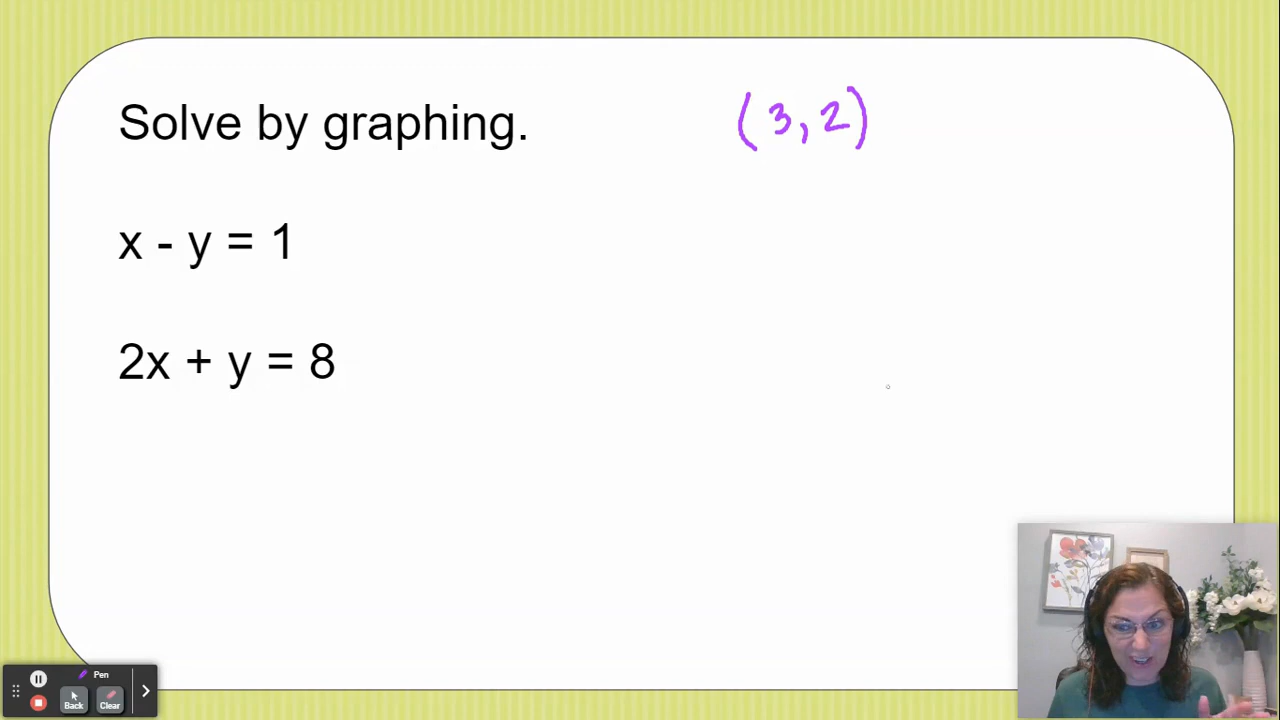 Solve by graphing.
(3,2)
x - y = 1
2x + y = 8
Pen
Back
Clear